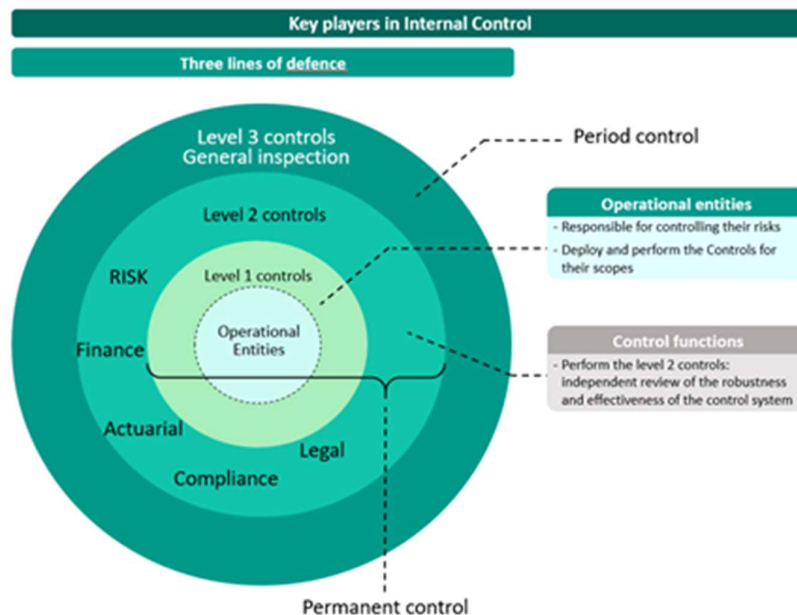 Key players in Internal Control
Three lines of defence
Level 3 controls
General inspection
Period control
Level 2 controls
Operational entities
- Responsible for controlling their risks
- Deploy and perform the Controls for
their scopes
RISK
Level 1 controls
Operational
Entities
Finance
Control functions
- Perform the level 2 controls:
independent review of the robustness
and effectiveness of the control system
Actuarial
Legal
Compliance
Permanent control